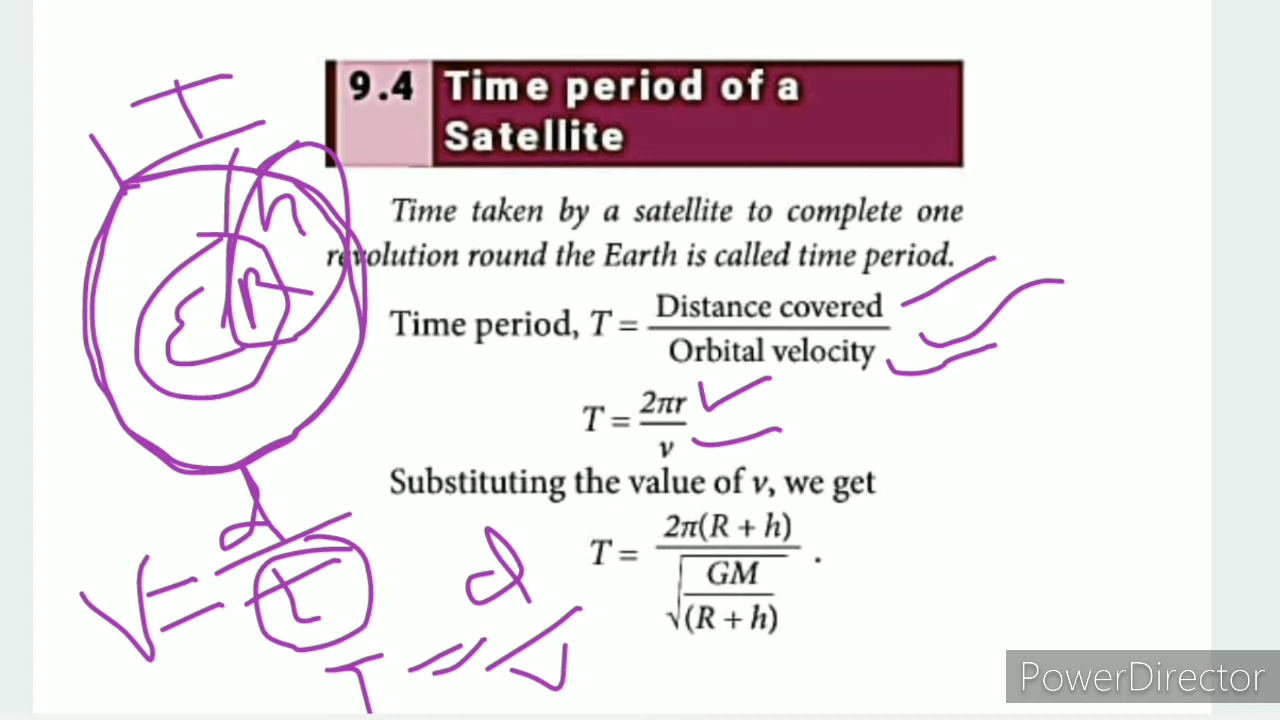 9.4 Time period of a
Satellite
Time taken by a satellite to complete one
revolution round the Earth is called time period.
Time period, T = Distance covered / Orbital velocity
T = 2πr / v
Substituting the value of v, we get
T = 2π(R + h) / √(GM / (R + h)) .
h
R
E
V = d / t
T = d / V
PowerDirector